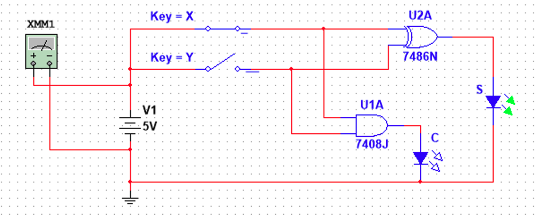 XMM1
Key = X
U2A
7486N
Key = Y
S
V1
5V
U1A
7408J
C